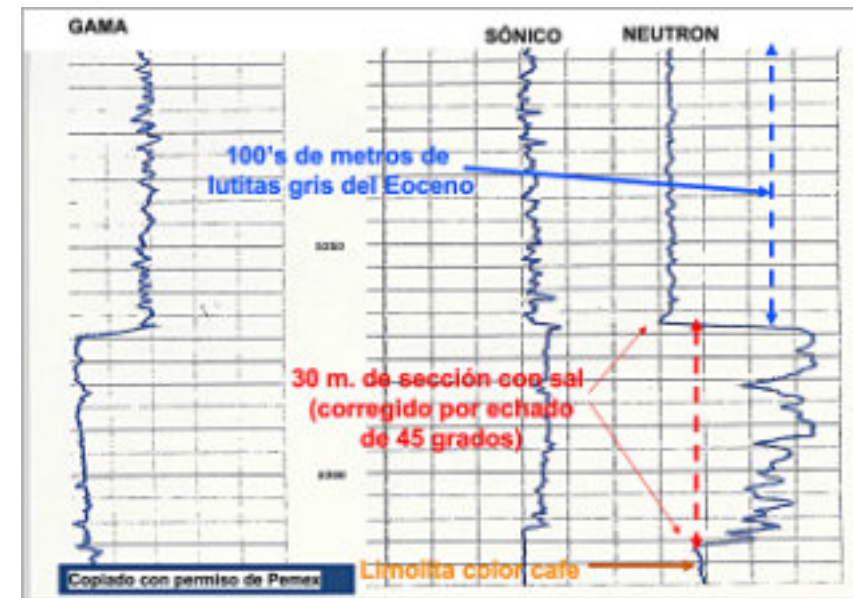 GAMA
SÓNICO
NEUTRON
100's de metros de
lutitas gris del Eoceno
30 m. de sección con sal
(corregido por echado
de 45 grados)
Copiado con permiso de Pemex
Limolita color cafe